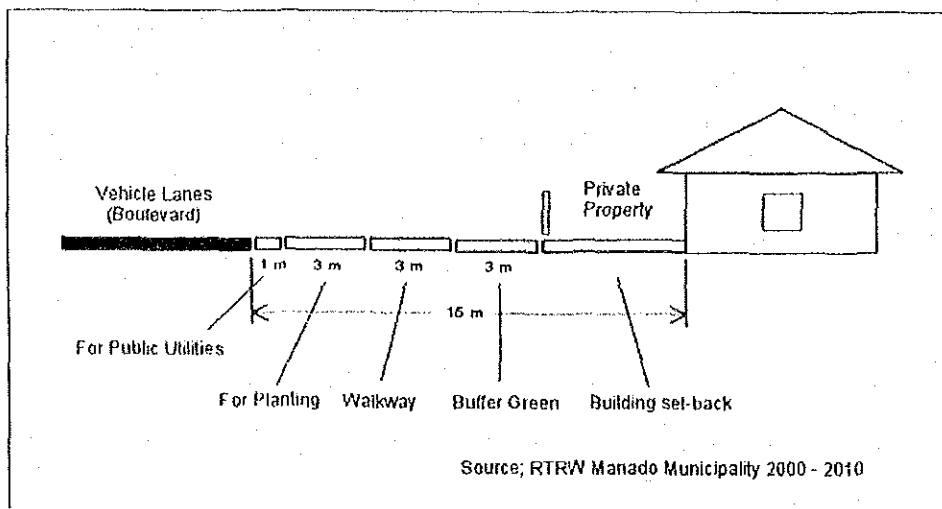 Vehicle Lanes
(Boulevard)
Private
Property
1 m
3 m
3 m
3 m
15 m
For Public Utilities
For Planting
Walkway
Buffer Green
Building set-back
Source; RTRW Manado Municipality 2000 - 2010